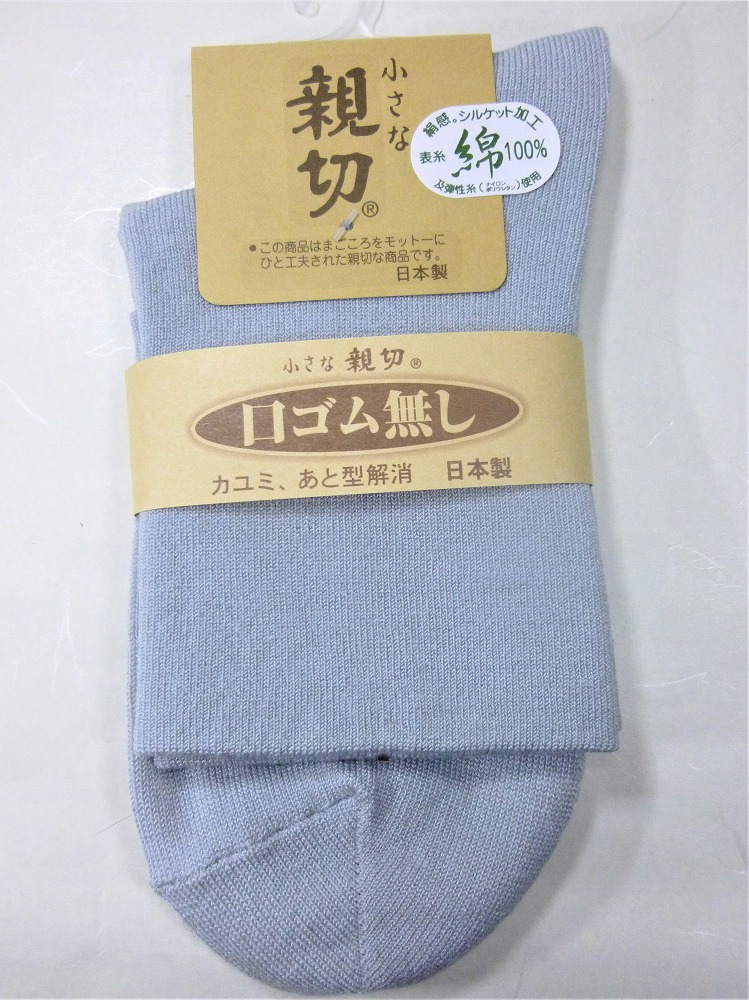 小さな
親切®
●この商品はまごころをモットーに
ひと工夫された親切な商品です。
日本製
絹感。シルケット加工
表糸 綿 100%
及弾性糸(ナイロン ポリウレタン)使用
小さな 親切®
口ゴム無し
カユミ、あと型解消 日本製